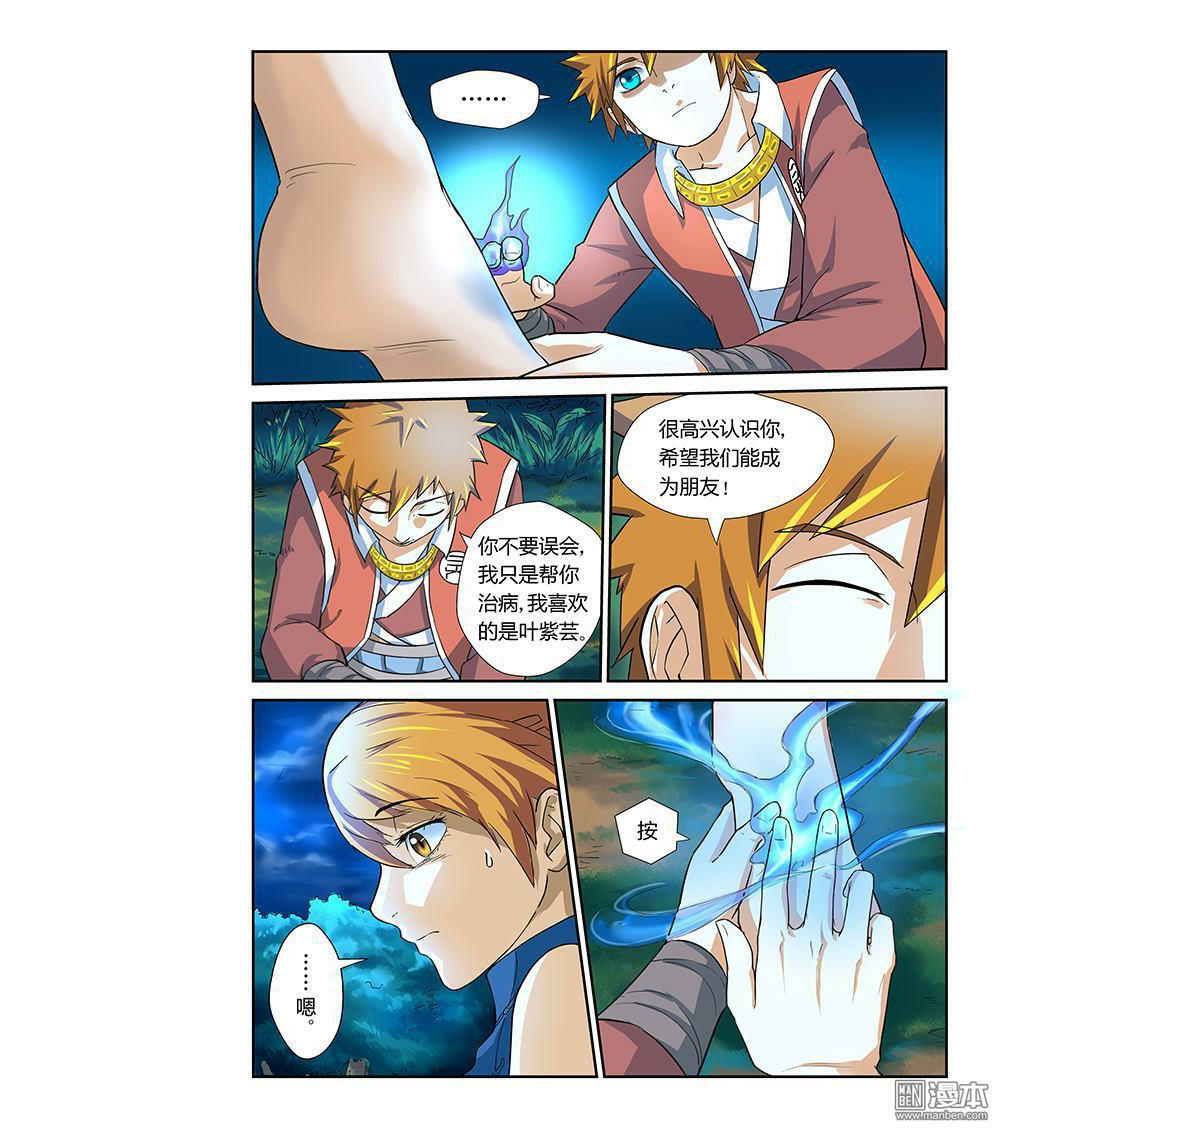 ……
你不要误会,
我只是帮你
治病,我喜欢
的是叶紫芸。
很高兴认识你,
希望我们能成
为朋友!
……嗯。
按
MAN
BEN
漫本
www.manben.com